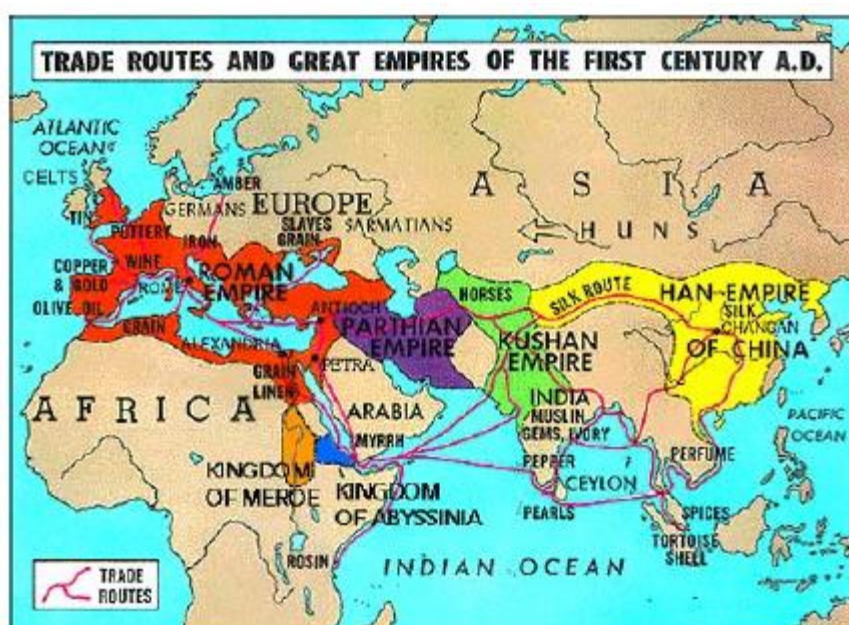 TRADE ROUTES AND GREAT EMPIRES OF THE FIRST CENTURY A.D.
ATLANTIC
OCEAN
CELTS
TIN
AMBER
GERMANS
EUROPE
SLAVES
GRAIN
SARMATIANS
A S I A
HUNS
POTTERY
IRON
WINE
COPPER
& GOLD
ROME
ROMAN
EMPIRE
OLIVE OIL
GRAIN
ALEXANDRIA
ANTIOCH
PARTHIAN
EMPIRE
HORSES
SILK ROUTE
HAN EMPIRE
SILK
CHANGAN
OF CHINA
KUSHAN
EMPIRE
PETRA
GRAIN
LINEN
AFRICA
ARABIA
MYRRH
INDIA
MUSLIN
GEMS, IVORY
PACIFIC
OCEAN
PEPPER
CEYLON
PERFUME
KINGDOM
OF MEROE
KINGDOM
OF ABYSSINIA
PEARLS
SPICES
TORTOISE
SHELL
ROSIN
INDIAN OCEAN
TRADE
ROUTES